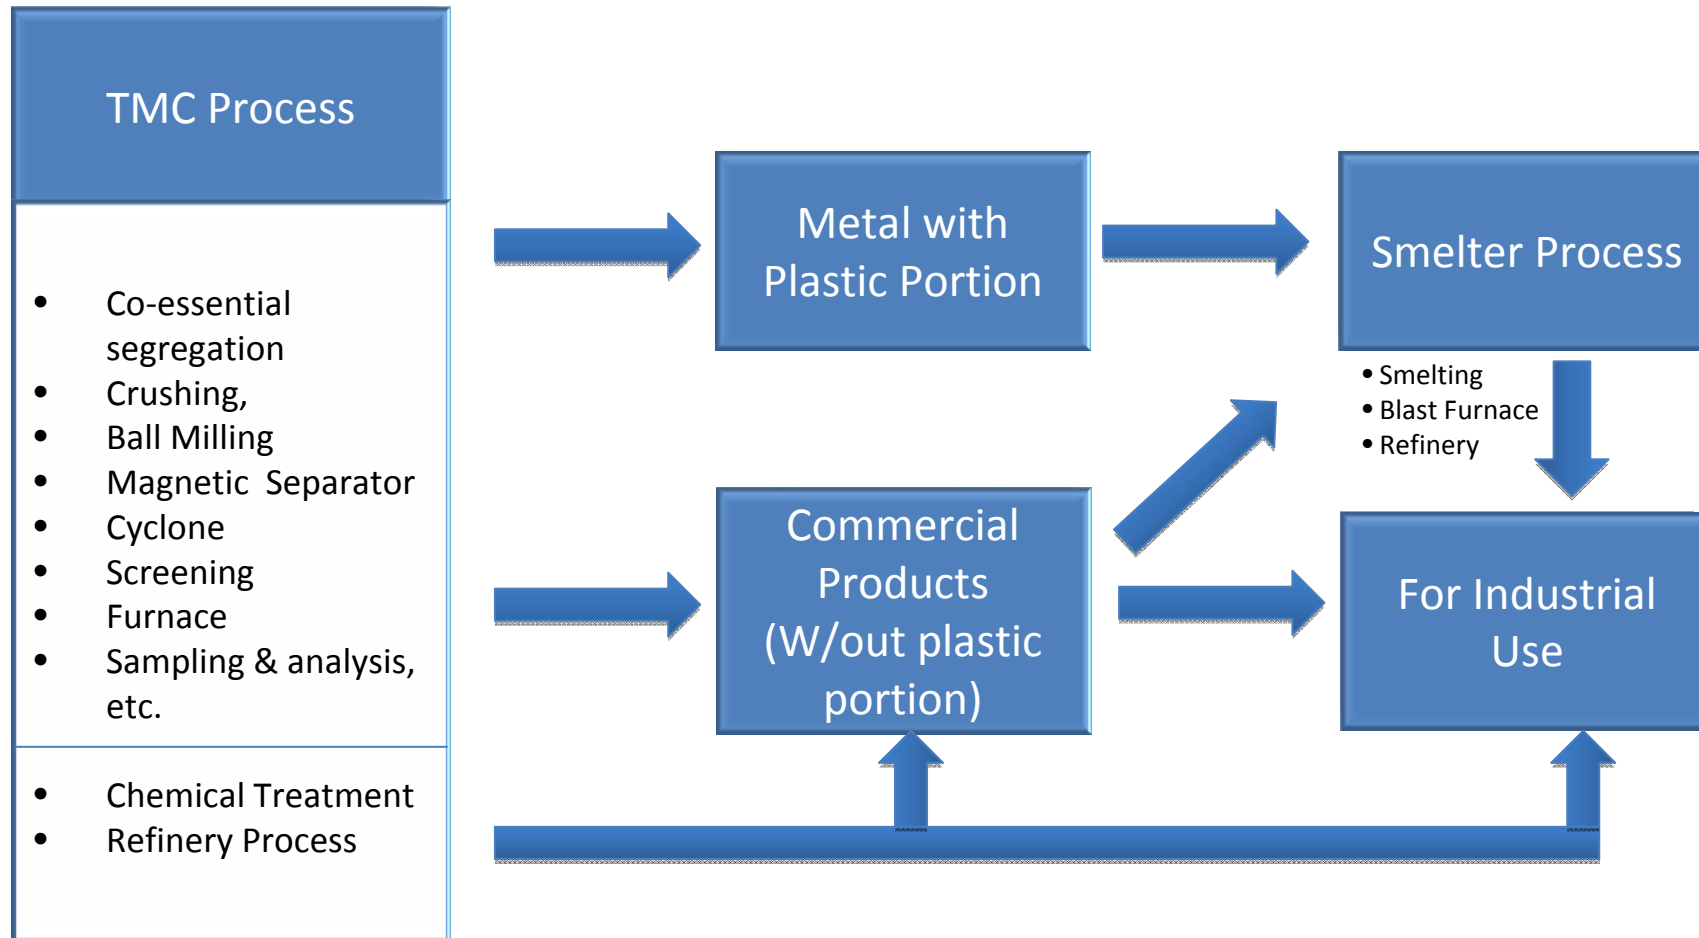 TMC Process
• Co-essential
segregation
• Crushing,
• Ball Milling
• Magnetic  Separator
• Cyclone
• Screening
• Furnace
• Sampling & analysis,
etc.
• Chemical Treatment
• Refinery Process
Metal with
Plastic Portion
Smelter Process
• Smelting
• Blast Furnace
• Refinery
Commercial
Products
(W/out plastic
portion)
For Industrial
Use